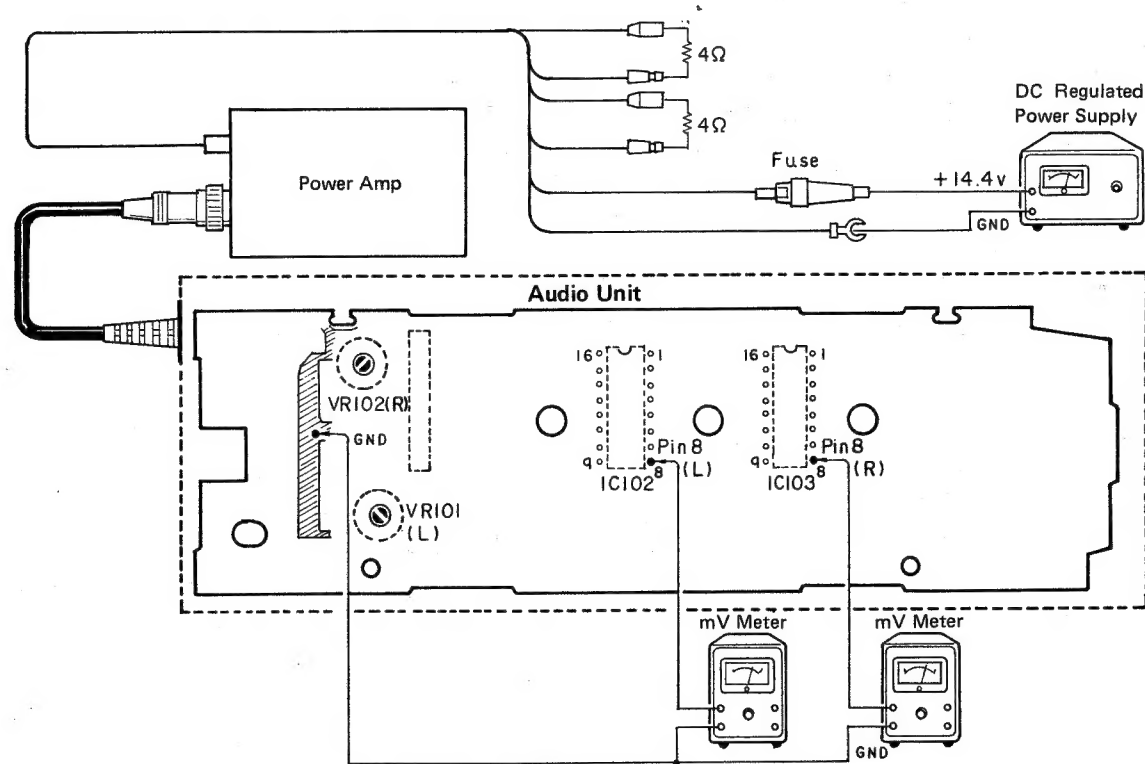 4Ω
4Ω
DC Regulated
Power Supply
Fuse
+14.4v
GND
Power Amp
Audio Unit
16
1
16
1
VR102(R)
GND
Pin 8
(L)
Pin 8
(R)
9
8
9
8
IC102
IC103
VR101
(L)
mV Meter
mV Meter
GND